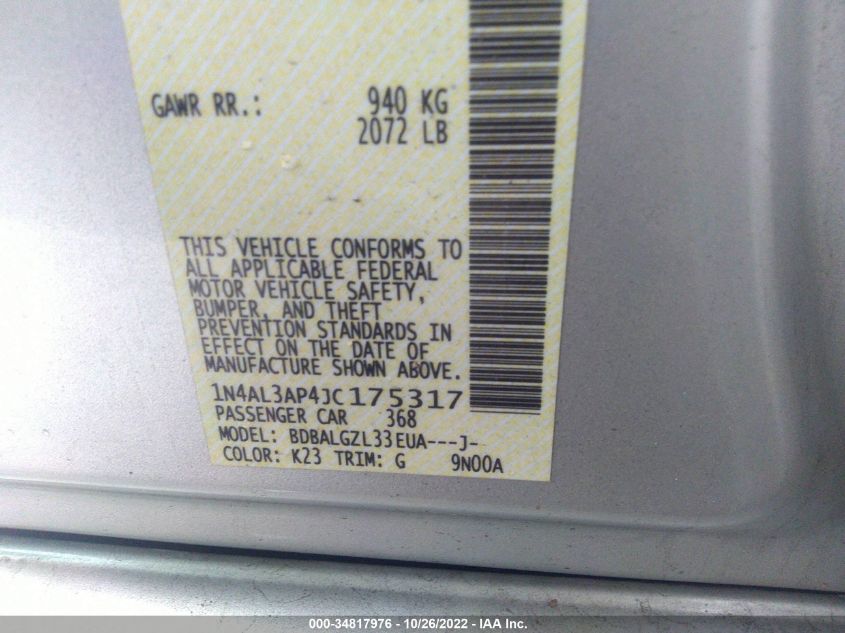 GAWR RR.: 940 KG
2072 LB
THIS VEHICLE CONFORMS TO
ALL APPLICABLE FEDERAL
MOTOR VEHICLE SAFETY,
BUMPER, AND THEFT
PREVENTION STANDARDS IN
EFFECT ON THE DATE OF
MANUFACTURE SHOWN ABOVE.
1N4AL3AP4JC175317
PASSENGER CAR 368
MODEL: BDBALGZL33EUA---J-
COLOR: K23 TRIM: G 9N00A
000-34817976 - 10/26/2022 - IAA Inc.